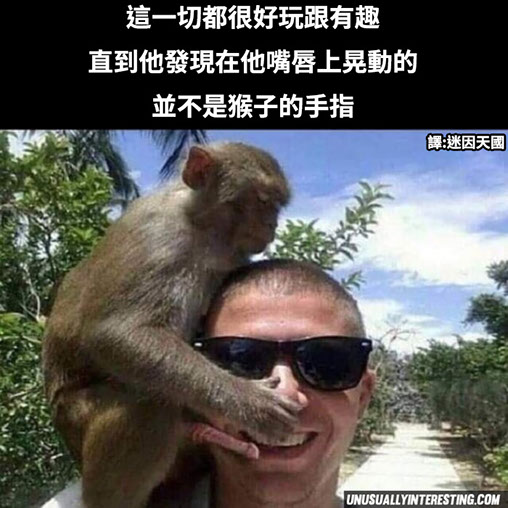 這一切都很好玩跟有趣
直到他發現在他嘴唇上晃動的
並不是猴子的手指
譯:迷因天國
UNUSUALLYINTERESTING.COM